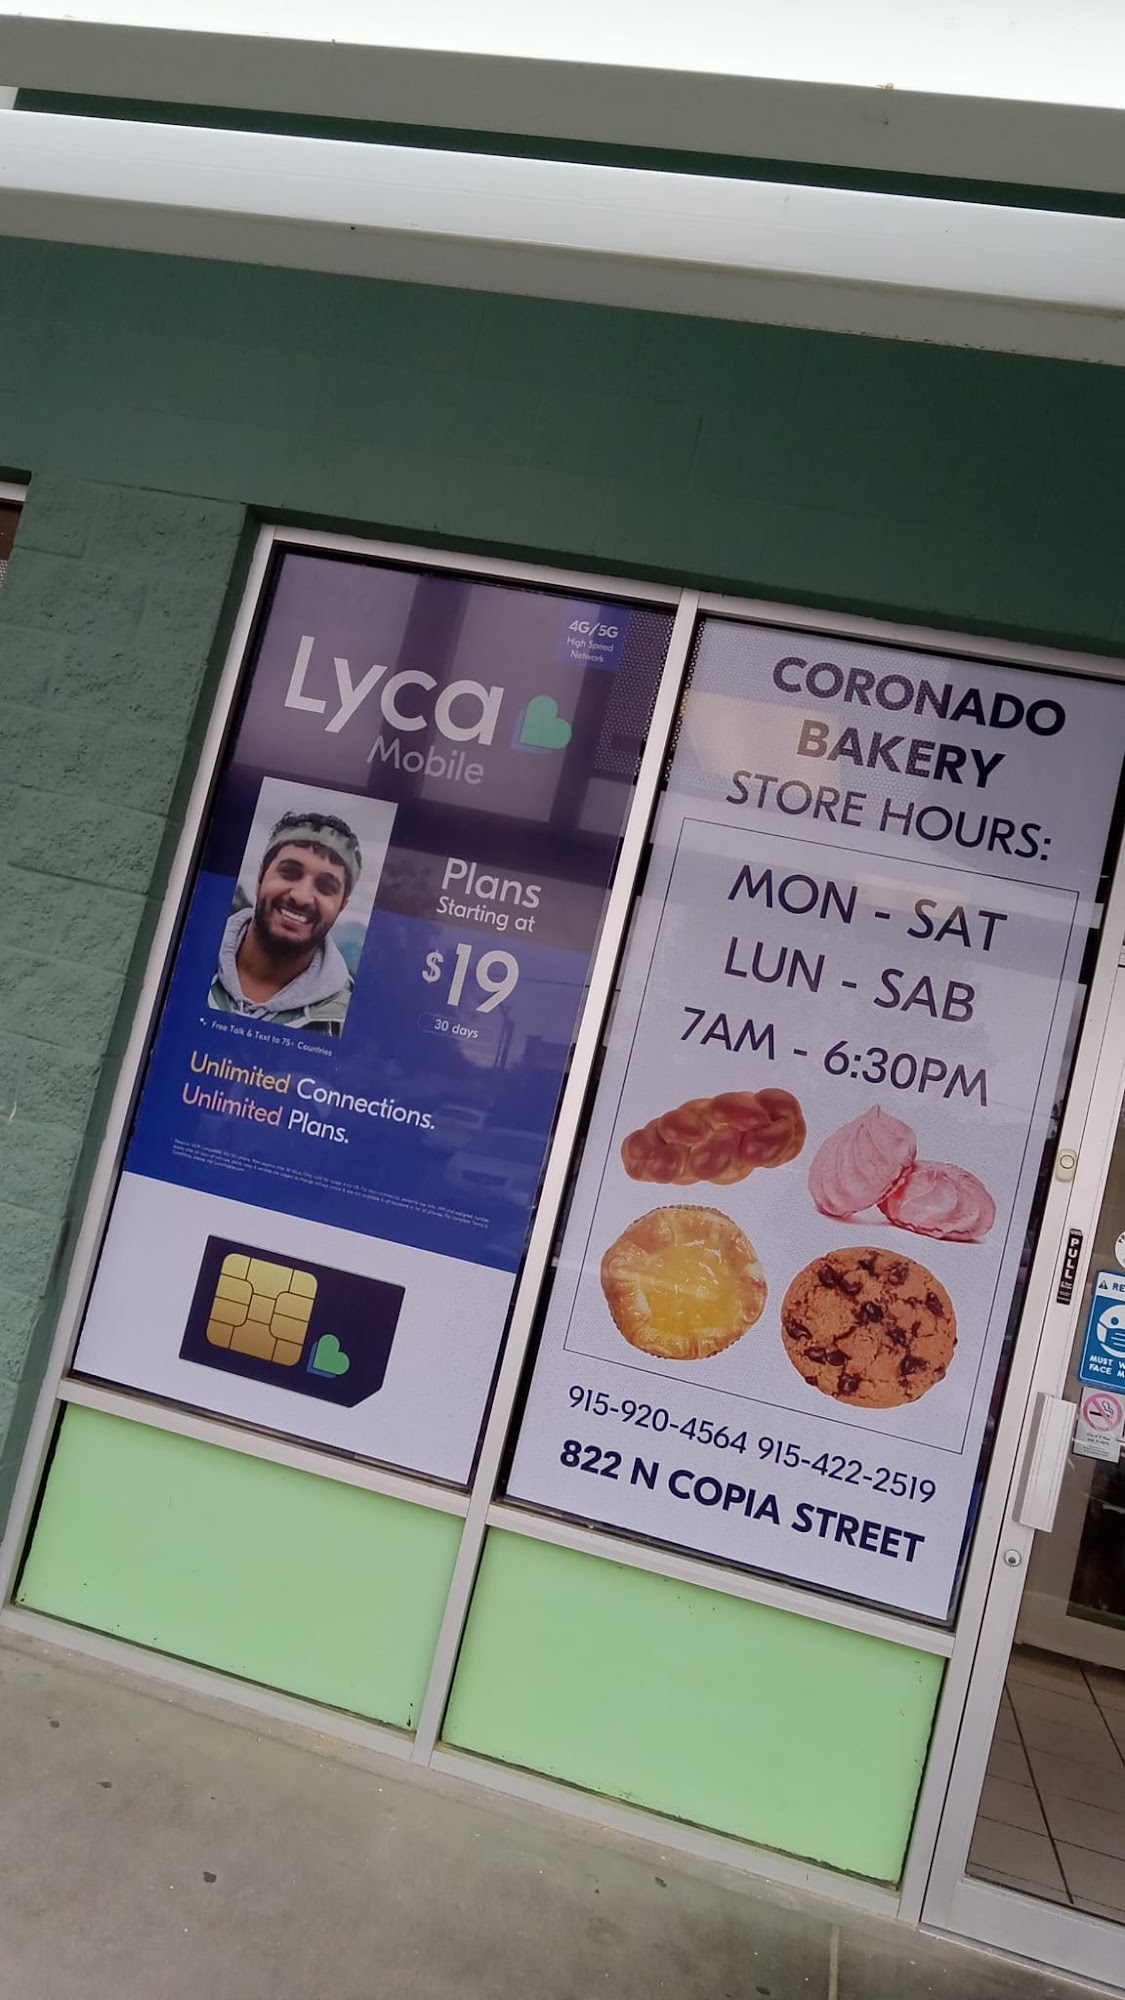 4G/5G
High Speed
Network
Lyca
Mobile
Plans
Starting at
$19
30 days
Free Talk & Text to 75+ Countries
Unlimited Connections.
Unlimited Plans.
CORONADO
BAKERY
STORE HOURS:
MON - SAT
LUN - SAB
7AM - 6:30PM
915-920-4564 915-422-2519
822 N COPIA STREET
PULL
MUST
FACE